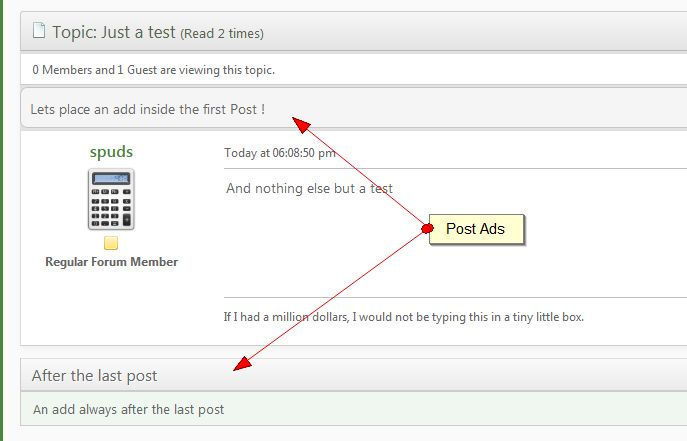 Topic: Just a test (Read 2 times)
0 Members and 1 Guest are viewing this topic.
Lets place an add inside the first Post !
spuds
Today at 06:08:50 pm
And nothing else but a test
Post Ads
Regular Forum Member
If I had a million dollars, I would not be typing this in a tiny little box.
After the last post
An add always after the last post